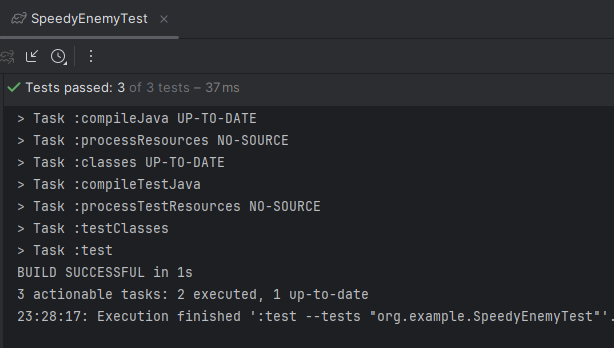 SpeedyEnemyTest
Tests passed: 3 of 3 tests – 37 ms
> Task :compileJava UP-TO-DATE
> Task :processResources NO-SOURCE
> Task :classes UP-TO-DATE
> Task :compileTestJava
> Task :processTestResources NO-SOURCE
> Task :testClasses
> Task :test
BUILD SUCCESSFUL in 1s
3 actionable tasks: 2 executed, 1 up-to-date
23:28:17: Execution finished ':test --tests "org.example.SpeedyEnemyTest"'.